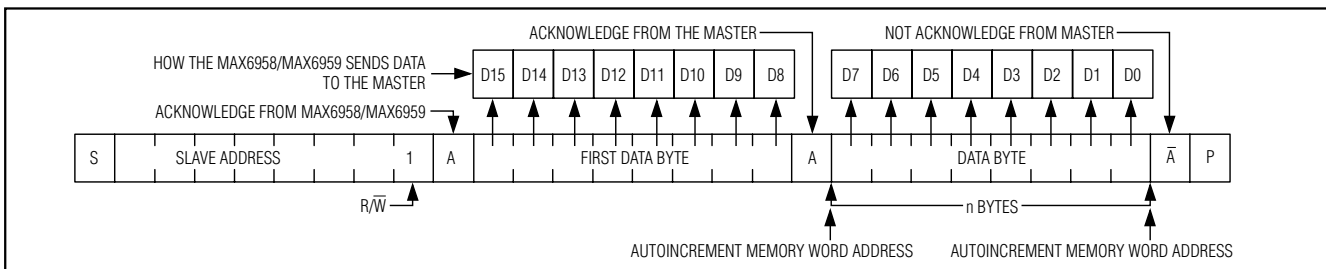 ACKNOWLEDGE FROM THE MASTER
NOT ACKNOWLEDGE FROM MASTER
HOW THE MAX6958/MAX6959 SENDS DATA
TO THE MASTER
D15 D14 D13 D12 D11 D10 D9 D8
D7 D6 D5 D4 D3 D2 D1 D0
ACKNOWLEDGE FROM MAX6958/MAX6959
S SLAVE ADDRESS 1 A FIRST DATA BYTE A DATA BYTE A̅ P
R/W̅
n BYTES
AUTOINCREMENT MEMORY WORD ADDRESS
AUTOINCREMENT MEMORY WORD ADDRESS